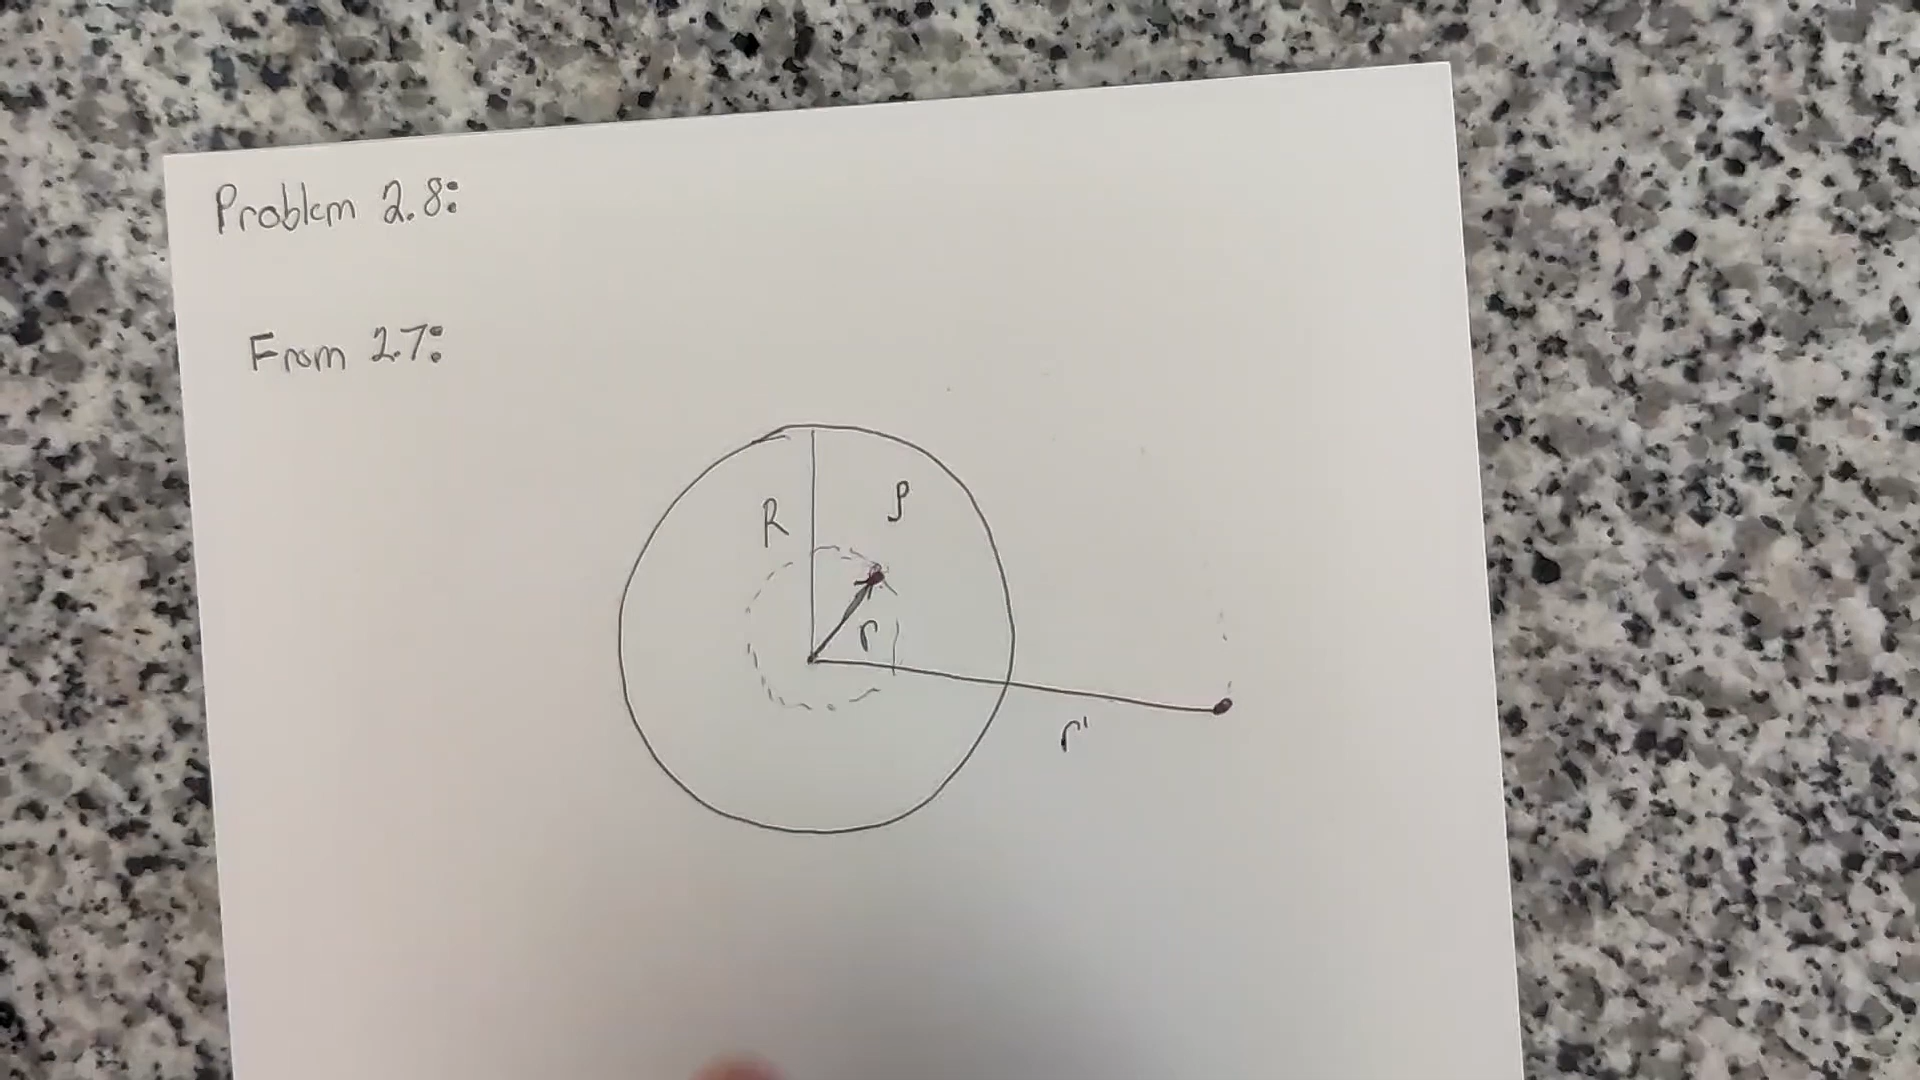 Problem 2.8:
From 2.7:
R
ρ
r
r'